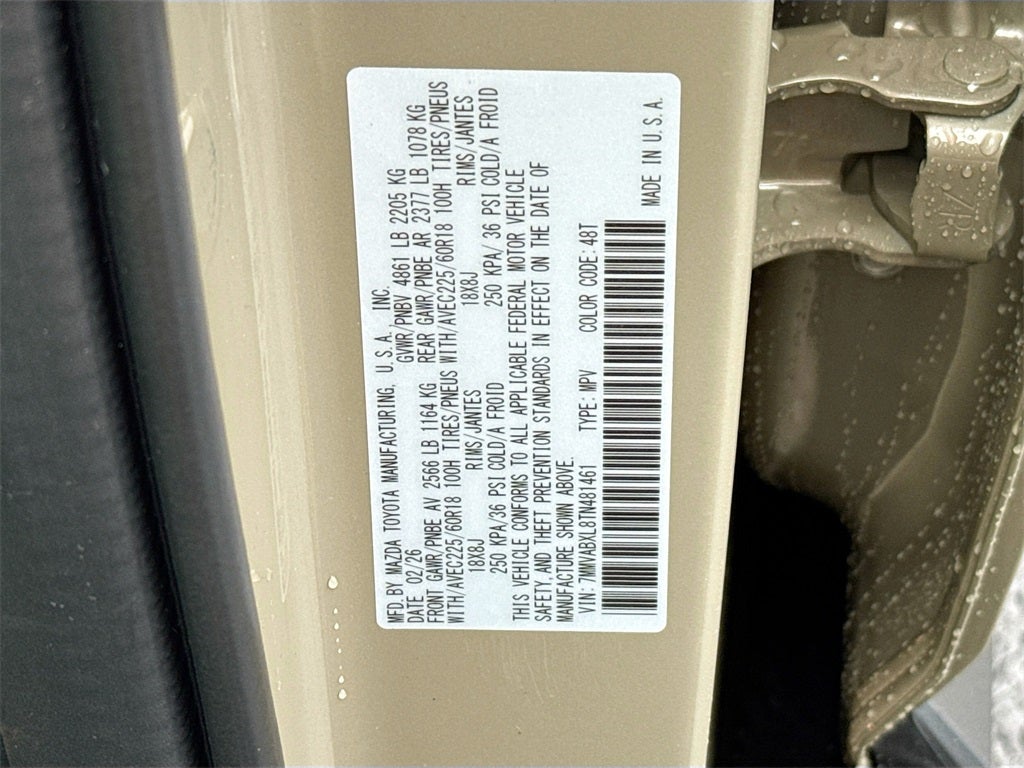 MFD.BY MAZDA TOYOTA MANUFACTURING, U.S.A. INC.
DATE 02/26 GVWR/PNBV 4861 LB 2205 KG
FRONT GAWR/PNBE AV 2566 LB 1164 KG REAR GAWR/PNBE AR 2377 LB 1078 KG
WITH/AVEC225/60R18 100H TIRES/PNEUS WITH/AVEC225/60R18 100H TIRES/PNEUS
18X8J RIMS/JANTES 18X8J RIMS/JANTES
250 KPA/36 PSI COLD/A FROID 250 KPA/ 36 PSI COLD/A FROID
THIS VEHICLE CONFORMS TO ALL APPLICABLE FEDERAL MOTOR VEHICLE
SAFETY,AND THEFT PREVENTION STANDARDS IN EFFECT ON THE DATE OF
MANUFACTURE SHOWN ABOVE.
VIN: 7MMVABXL8TN481461 TYPE: MPV COLOR CODE: 48T
MADE IN U.S.A.